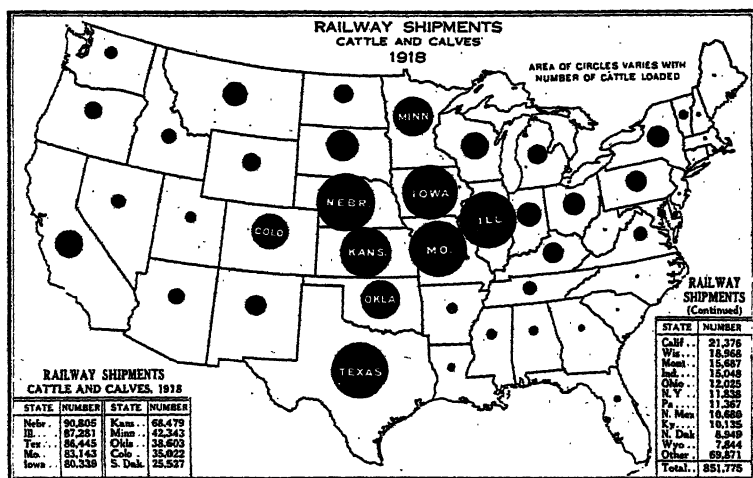 RAILWAY SHIPMENTS
CATTLE AND CALVES
1918
AREA OF CIRCLES VARIES WITH
NUMBER OF CATTLE LOADED
MINN.
NEBR.
IOWA
ILL.
COLO.
KANS.
MO.
OKLA.
TEXAS
RAILWAY SHIPMENTS
CATTLE AND CALVES, 1918
STATE NUMBER STATE NUMBER
Nebr.. 90,805 Kans.. 68,479
Ill.... 87,281 Minn.. 42,343
Tex... 86,445 Okla.. 38,603
Mo... 83,143 Colo.. 35,022
Iowa.. 80,339 S. Dak. 25,527
RAILWAY
SHIPMENTS
(Continued)
STATE NUMBER
Calif.. 21,376
Wis... 18,968
Mont.. 15,687
Ind... 15,048
Ohio.. 12,025
N. Y.. 11,838
Pa.... 11,367
N. Mex 10,680
Ky.... 10,135
N. Dak 8,949
Wyo.. 7,844
Other. 69,871
Total.. 851,775